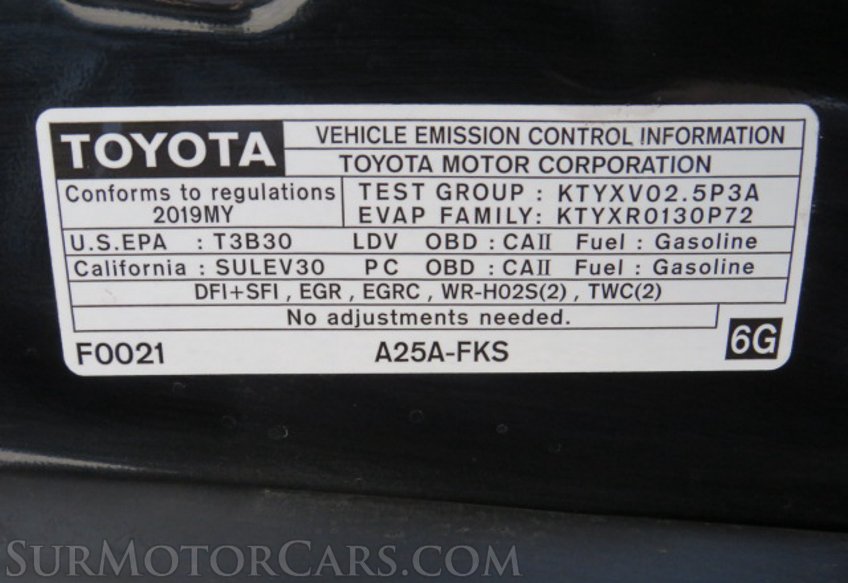 TOYOTA
VEHICLE EMISSION CONTROL INFORMATION
TOYOTA MOTOR CORPORATION
Conforms to regulations
2019MY
TEST GROUP : KTYXV02.5P3A
EVAP FAMILY: KTYXR0130P72
U.S.EPA : T3B30 LDV OBD : CAII Fuel : Gasoline
California : SULEV30 PC OBD : CAII Fuel : Gasoline
DFI+SFI , EGR , EGRC , WR-HO2S(2) , TWC(2)
No adjustments needed.
F0021 A25A-FKS 6G
SurMotorCars.com